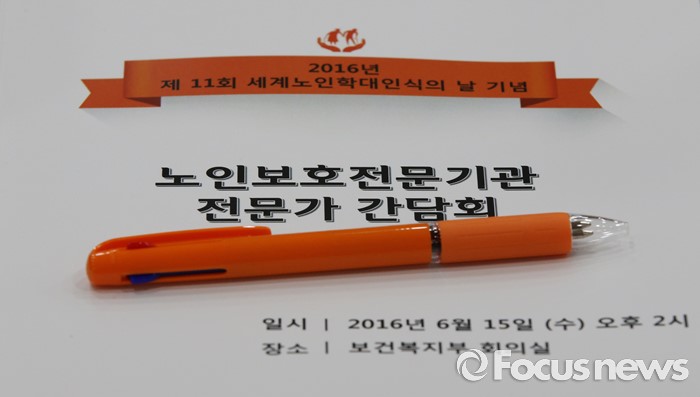 2016년
제 11회 세계노인학대인식의 날 기념
노인보호전문기관
전문가 간담회
일시 | 2016년 6월 15일 (수) 오후 2시
장소 | 보건복지부 회의실
Focusnews